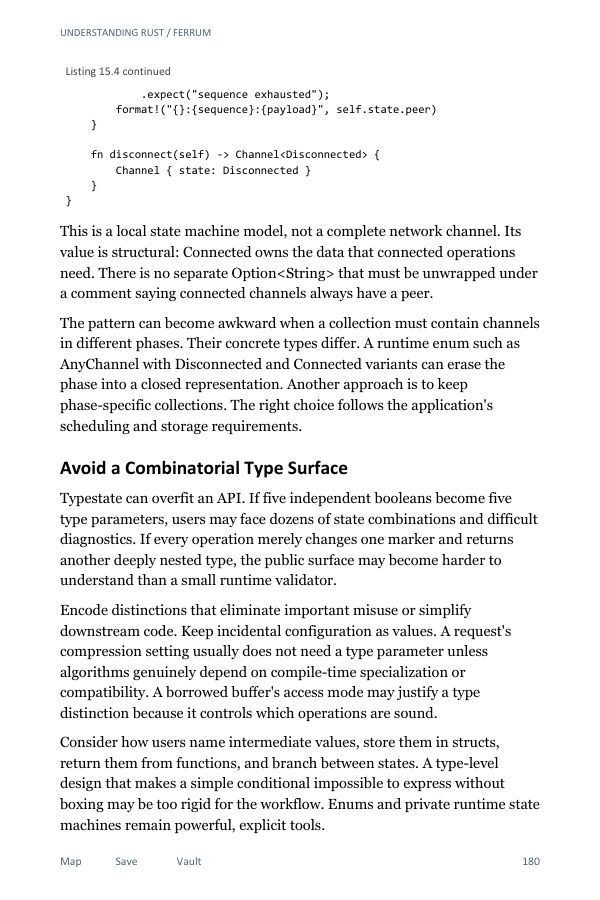 UNDERSTANDING RUST / FERRUM
Listing 15.4 continued
            .expect("sequence exhausted");
        format!("{}:{sequence}:{payload}", self.state.peer)
    }

    fn disconnect(self) -> Channel<Disconnected> {
        Channel { state: Disconnected }
    }
}
This is a local state machine model, not a complete network channel. Its
value is structural: Connected owns the data that connected operations
need. There is no separate Option<String> that must be unwrapped under
a comment saying connected channels always have a peer.
The pattern can become awkward when a collection must contain channels
in different phases. Their concrete types differ. A runtime enum such as
AnyChannel with Disconnected and Connected variants can erase the
phase into a closed representation. Another approach is to keep
phase-specific collections. The right choice follows the application's
scheduling and storage requirements.
Avoid a Combinatorial Type Surface
Typestate can overfit an API. If five independent booleans become five
type parameters, users may face dozens of state combinations and difficult
diagnostics. If every operation merely changes one marker and returns
another deeply nested type, the public surface may become harder to
understand than a small runtime validator.
Encode distinctions that eliminate important misuse or simplify
downstream code. Keep incidental configuration as values. A request's
compression setting usually does not need a type parameter unless
algorithms genuinely depend on compile-time specialization or
compatibility. A borrowed buffer's access mode may justify a type
distinction because it controls which operations are sound.
Consider how users name intermediate values, store them in structs,
return them from functions, and branch between states. A type-level
design that makes a simple conditional impossible to express without
boxing may be too rigid for the workflow. Enums and private runtime state
machines remain powerful, explicit tools.
Map Save Vault 180